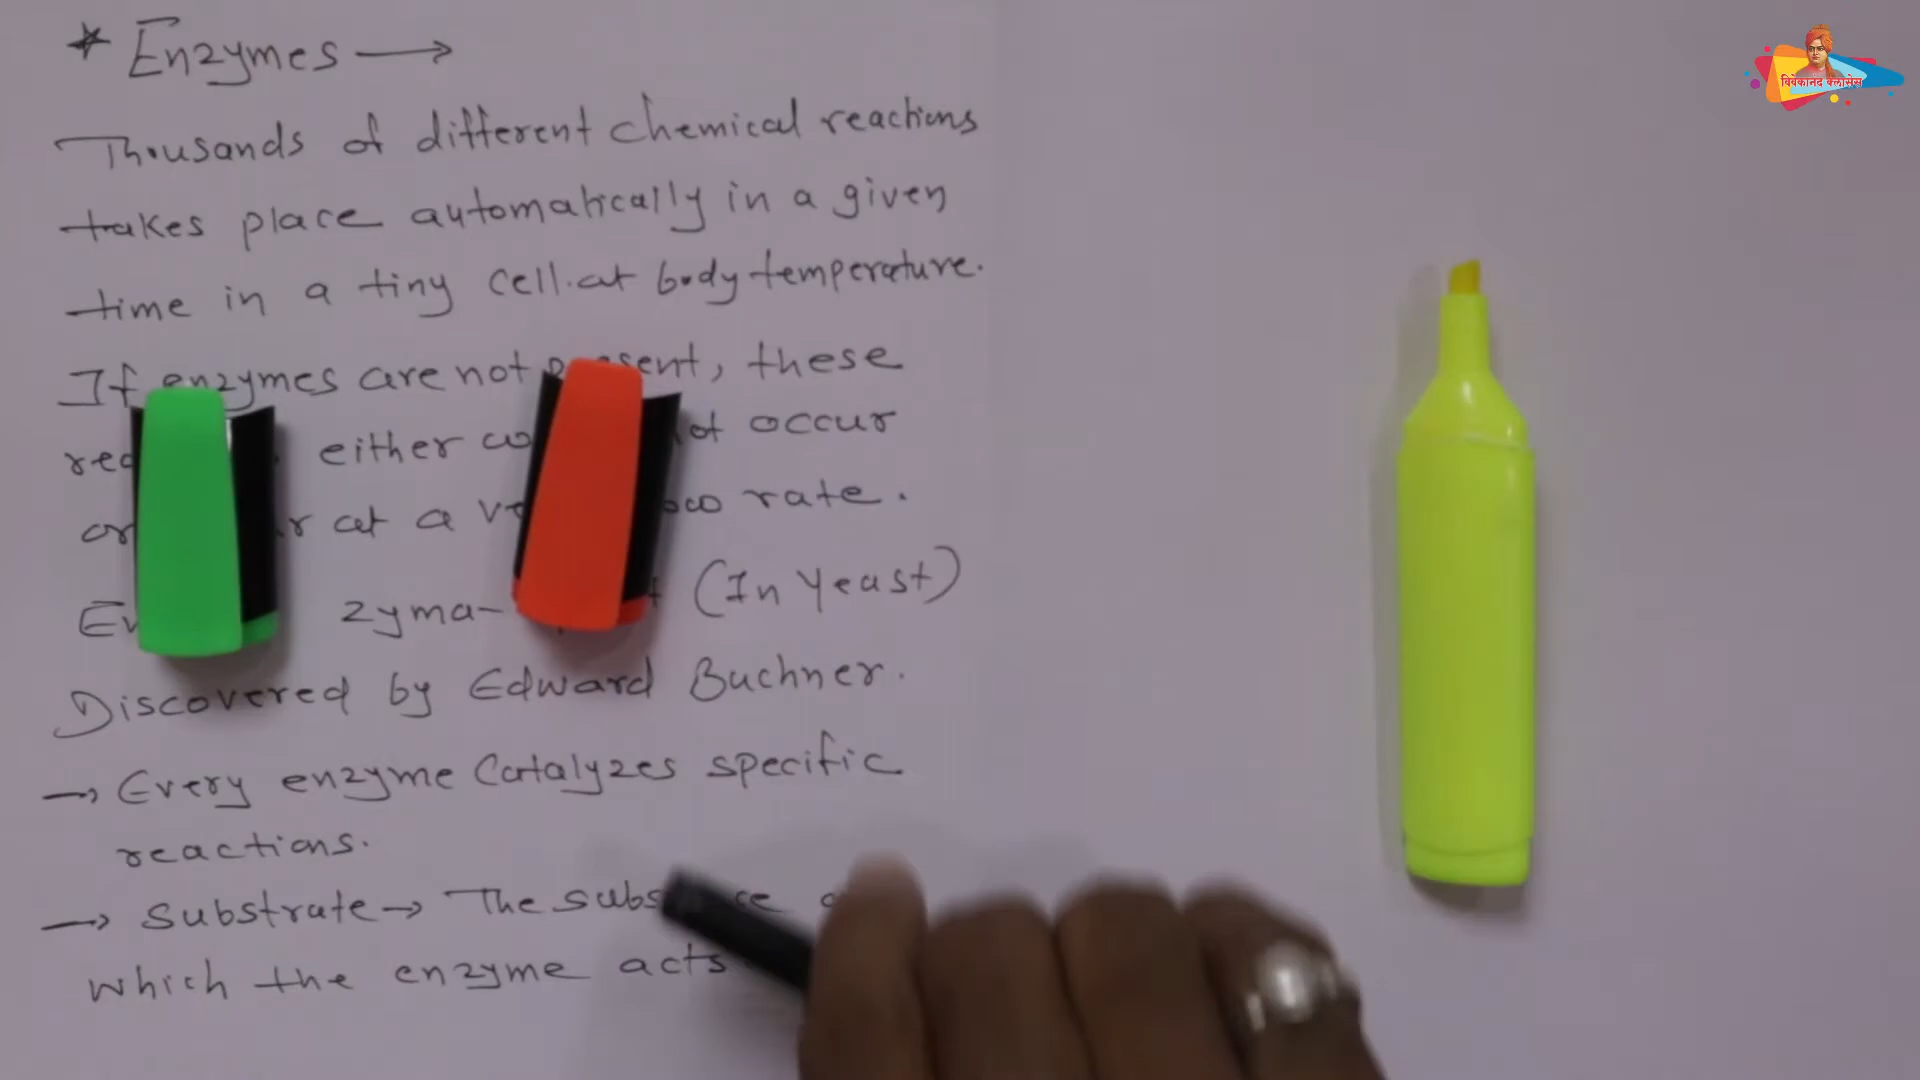 * Enzymes →
Thousands of different chemical reactions
takes place automatically in a given
time in a tiny cell.at body temperature.
If enzymes are not present, these
either not occur
or at a rate.
zyma- (In Yeast)
Discovered by Edward Buchner.
→ Every enzyme Catalyzes specific
reactions.
→ Substrate → The
which the enzyme acts
विवेकानंद क्लासेस